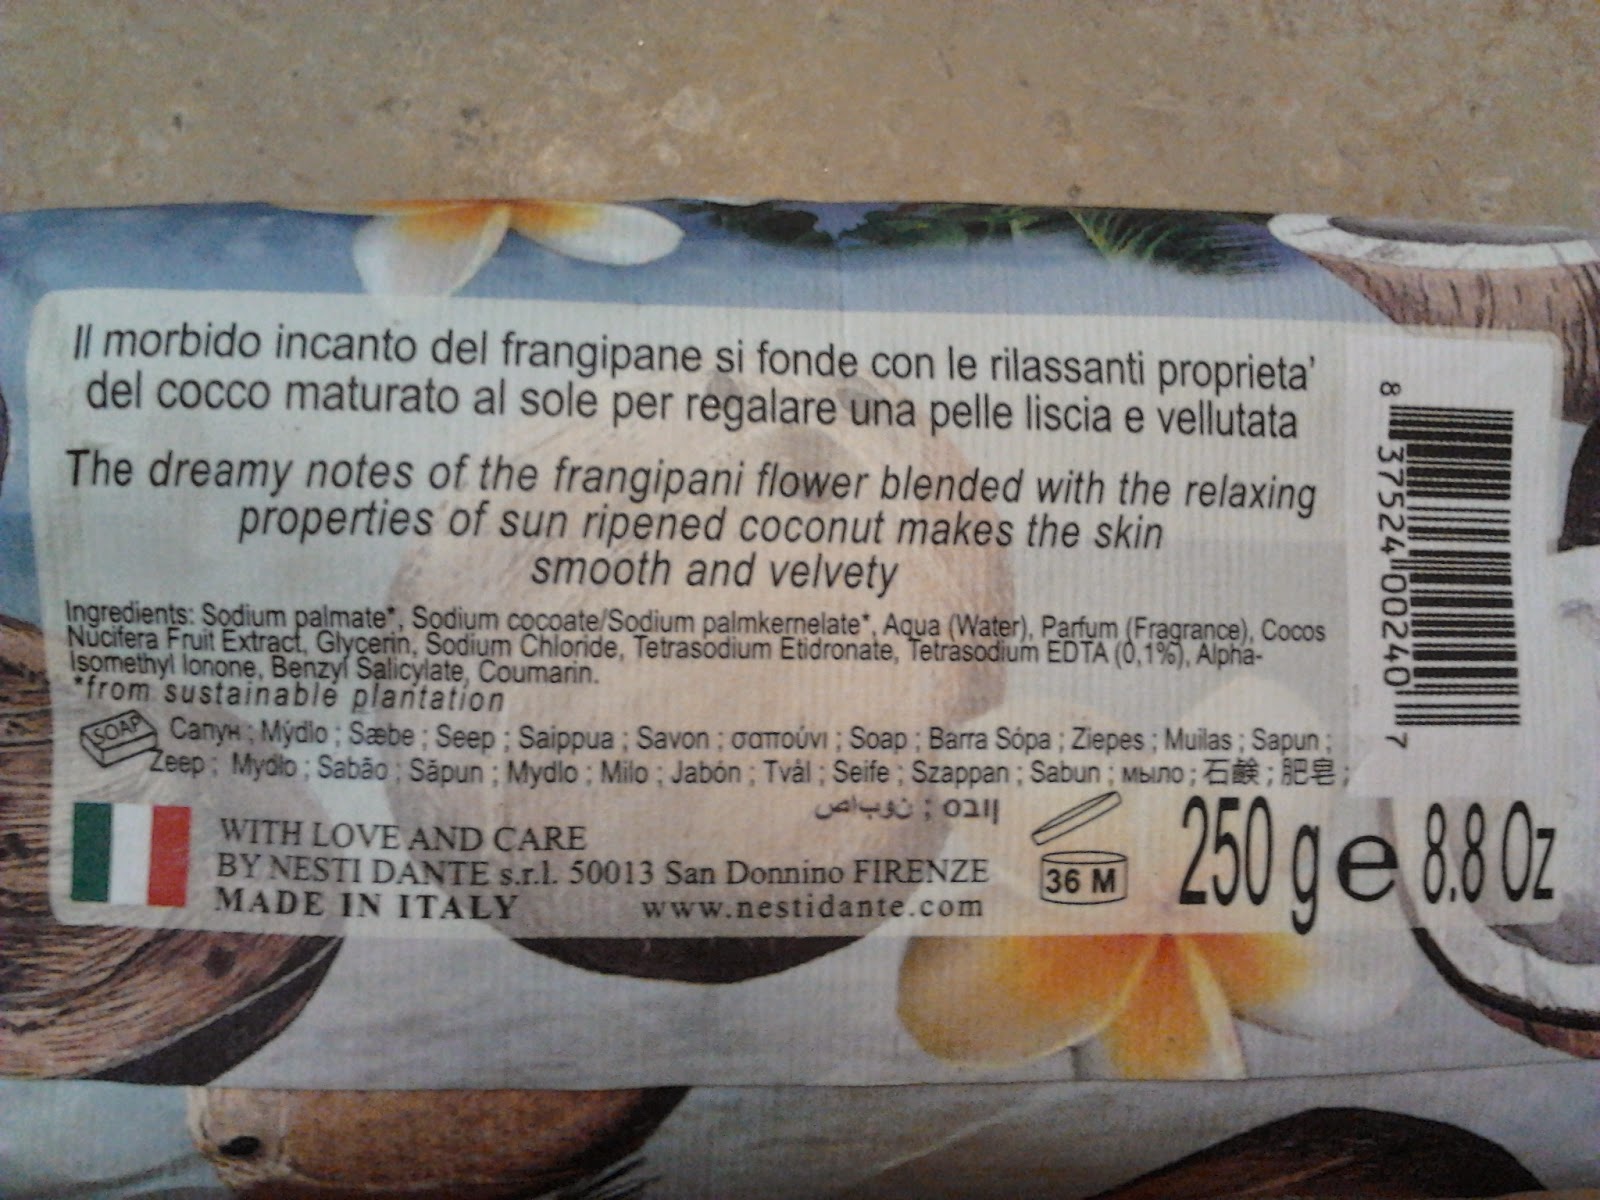 Il morbido incanto del frangipane si fonde con le rilassanti proprieta'
del cocco maturato al sole per regalare una pelle liscia e vellutata
The dreamy notes of the frangipani flower blended with the relaxing
properties of sun ripened coconut makes the skin
smooth and velvety
Ingredients: Sodium palmate*, Sodium cocoate/Sodium palmkernelate*, Aqua (Water), Parfum (Fragrance), Cocos
Nucifera Fruit Extract, Glycerin, Sodium Chloride, Tetrasodium Etidronate, Tetrasodium EDTA (0,1%), Alpha-
Isomethyl Ionone, Benzyl Salicylate, Coumarin.
*from sustainable plantation
SOAP Сапун ; Mýdlo ; Sæbe ; Seep ; Saippua ; Savon ; σαπούνι ; Soap ; Barra Sópa ; Ziepes ; Muilas ; Sapun ;
Zeep ; Mydło ; Sabão ; Săpun ; Mydlo ; Milo ; Jabón ; Tvål ; Seife ; Szappan ; Sabun ; мыло ; 石鹸 ; 肥皂 ;
WITH LOVE AND CARE
BY NESTI DANTE s.r.l. 50013 San Donnino FIRENZE
MADE IN ITALY www.nestidante.com
36 M
250 g e 8.8 Oz
8 37524 00240 7